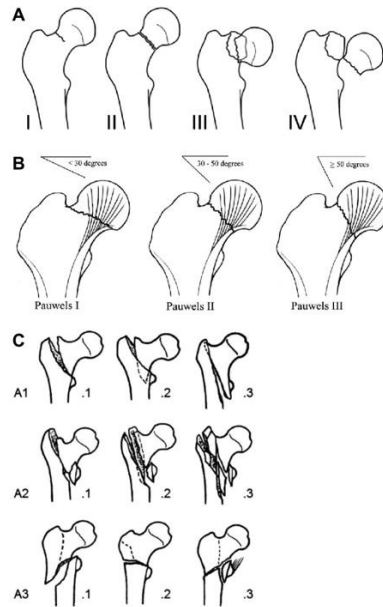 A
I II III IV
B
< 30 degrees 30 - 50 degrees ≥ 50 degrees
Pauwels I Pauwels II Pauwels III
C
A1 .1 .2 .3
A2 .1 .2 .3
A3 .1 .2 .3